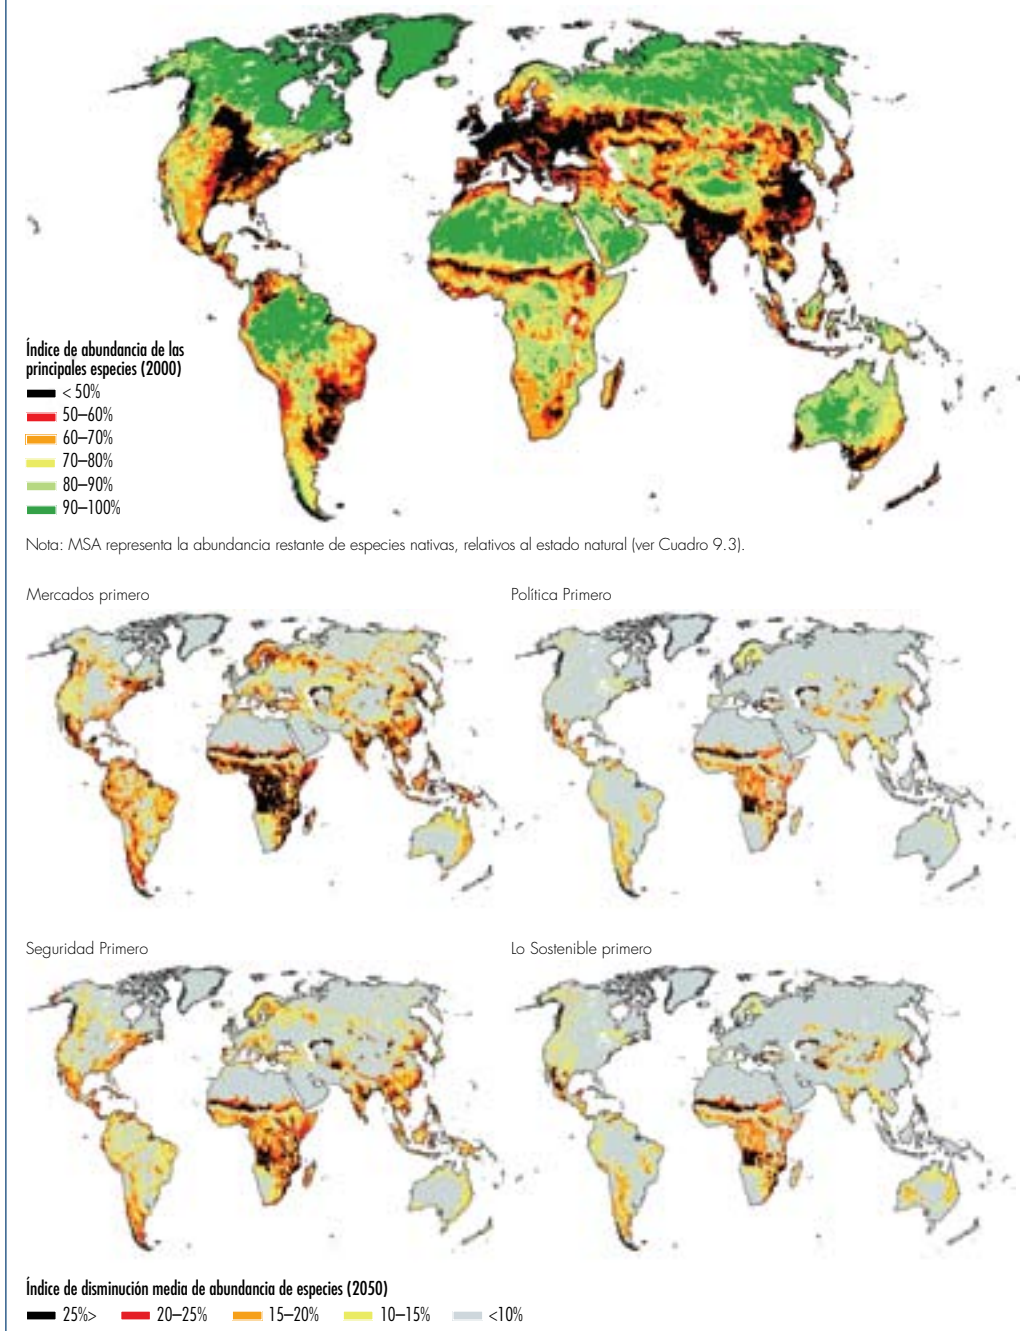 Índice de abundancia de las
principales especies (2000)
< 50%
50–60%
60–70%
70–80%
80–90%
90–100%
Nota: MSA representa la abundancia restante de especies nativas, relativos al estado natural (ver Cuadro 9.3).
Mercados primero
Política Primero
Seguridad Primero
Lo Sostenible primero
Índice de disminución media de abundancia de especies (2050)
25%> 20–25% 15–20% 10–15% <10%